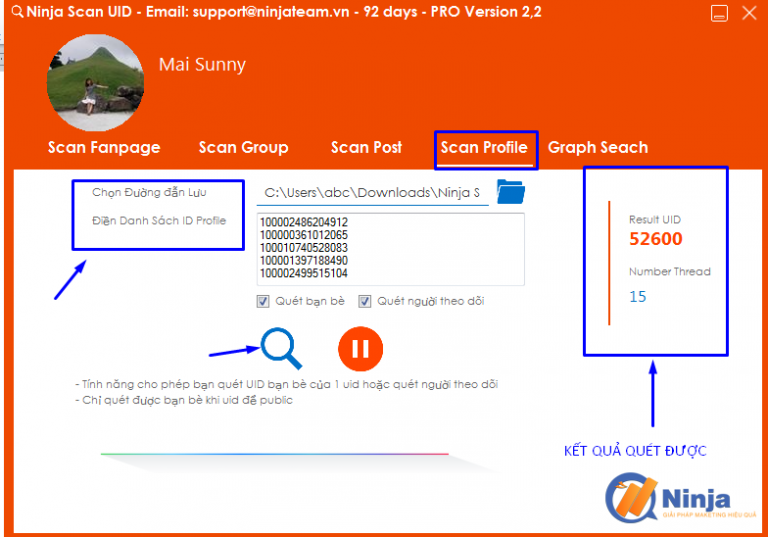 Ninja Scan UID - Email: support@ninjateam.vn - 92 days - PRO Version 2,2
Mai Sunny
Scan Fanpage Scan Group Scan Post Scan Profile Graph Seach
Chọn Đường đẫn Lưu C:\Users\abc\Downloads\Ninja S
Điền Danh Sách ID Profile
100002486204912
100000361012065
100010740528083
100001397188490
100002499515104
Quét bạn bè Quét người theo dõi
Result UID
52600
Number Thread
15
- Tính năng cho phép bạn quét UID bạn bè của 1 uid hoặc quét người theo dõi
- Chỉ quét được bạn bè khi uid để public
KẾT QUẢ QUÉT ĐƯỢC
Ninja
GIẢI PHÁP MARKETING HIỆU QUẢ